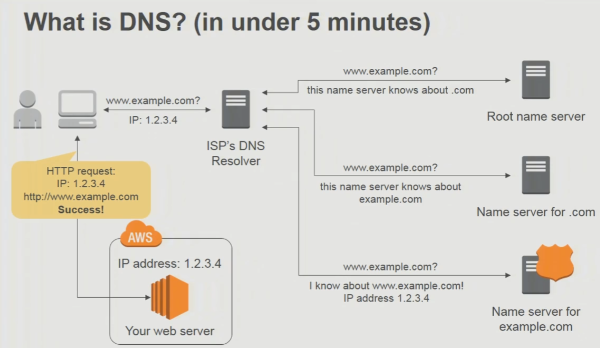 What is DNS? (in under 5 minutes)
www.example.com?
IP: 1.2.3.4
ISP's DNS
Resolver
www.example.com?
this name server knows about .com
Root name server
www.example.com?
this name server knows about
example.com
Name server for .com
www.example.com?
I know about www.example.com!
IP address 1.2.3.4
Name server for
example.com
HTTP request:
IP: 1.2.3.4
http://www.example.com
Success!
AWS
IP address: 1.2.3.4
Your web server